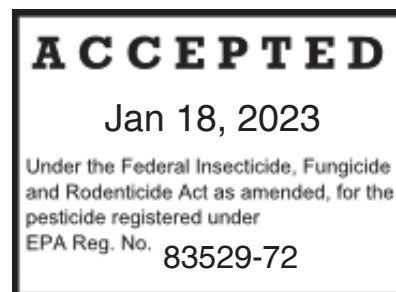 ACCEPTED
Jan 18, 2023
Under the Federal Insecticide, Fungicide
and Rodenticide Act as amended, for the
pesticide registered under
EPA Reg. No. 83529-72